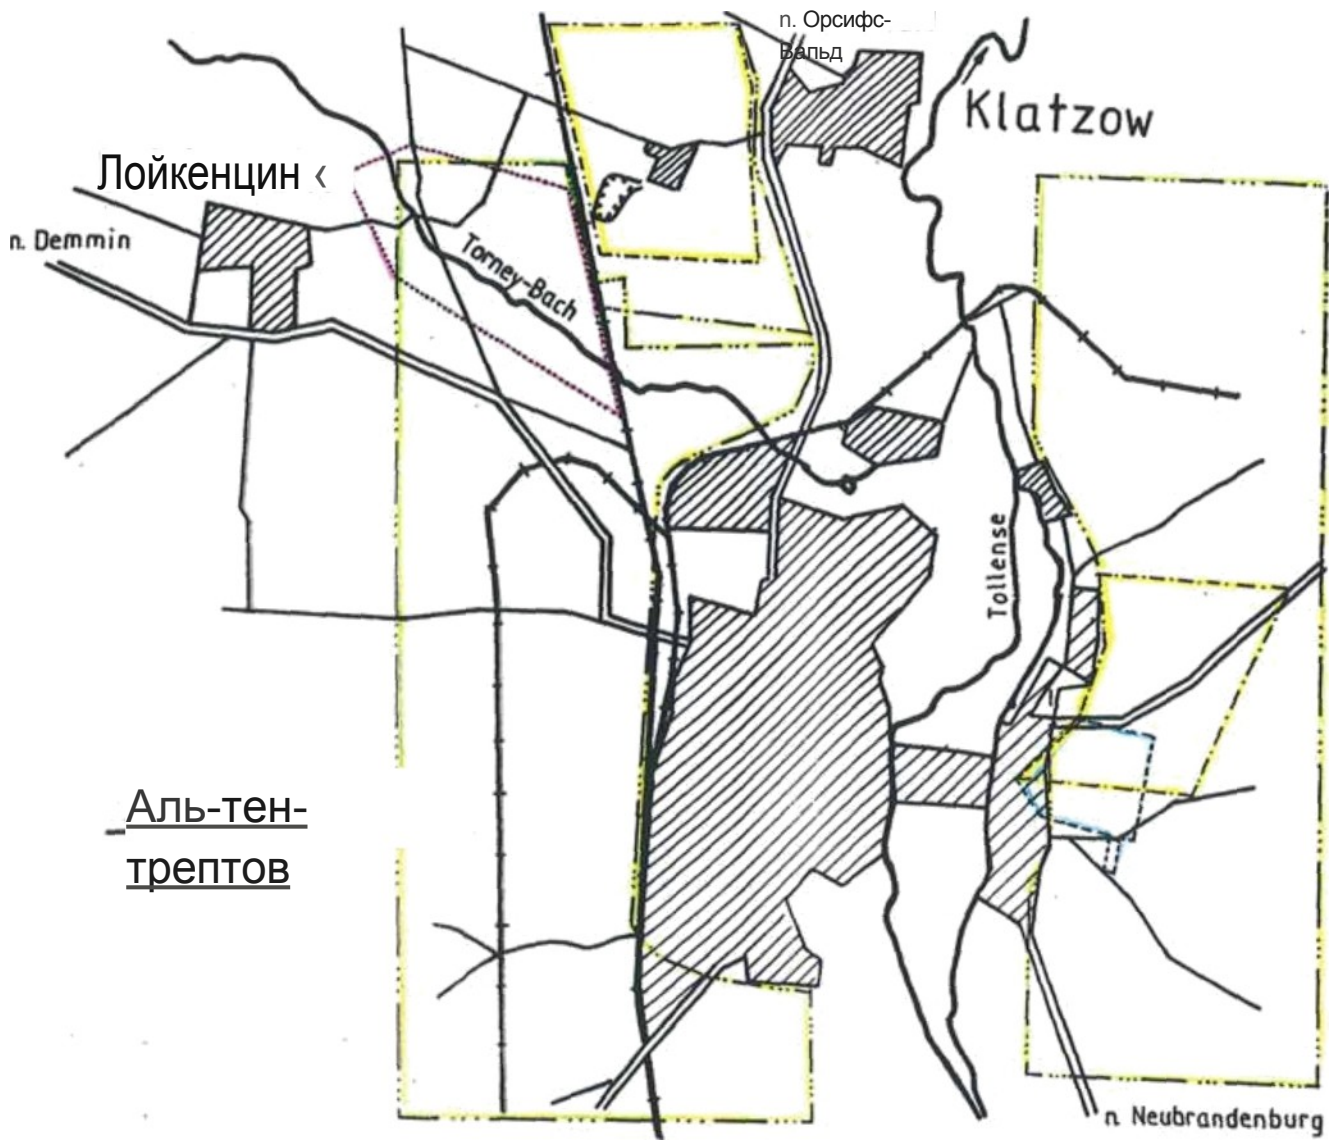 n. Орсифс-
Вальд
Klatzow
Лойкенцин ‹
n. Demmin
Torney-Bach
Tollense
Аль-тен-
трептов
n. Neubrandenburg